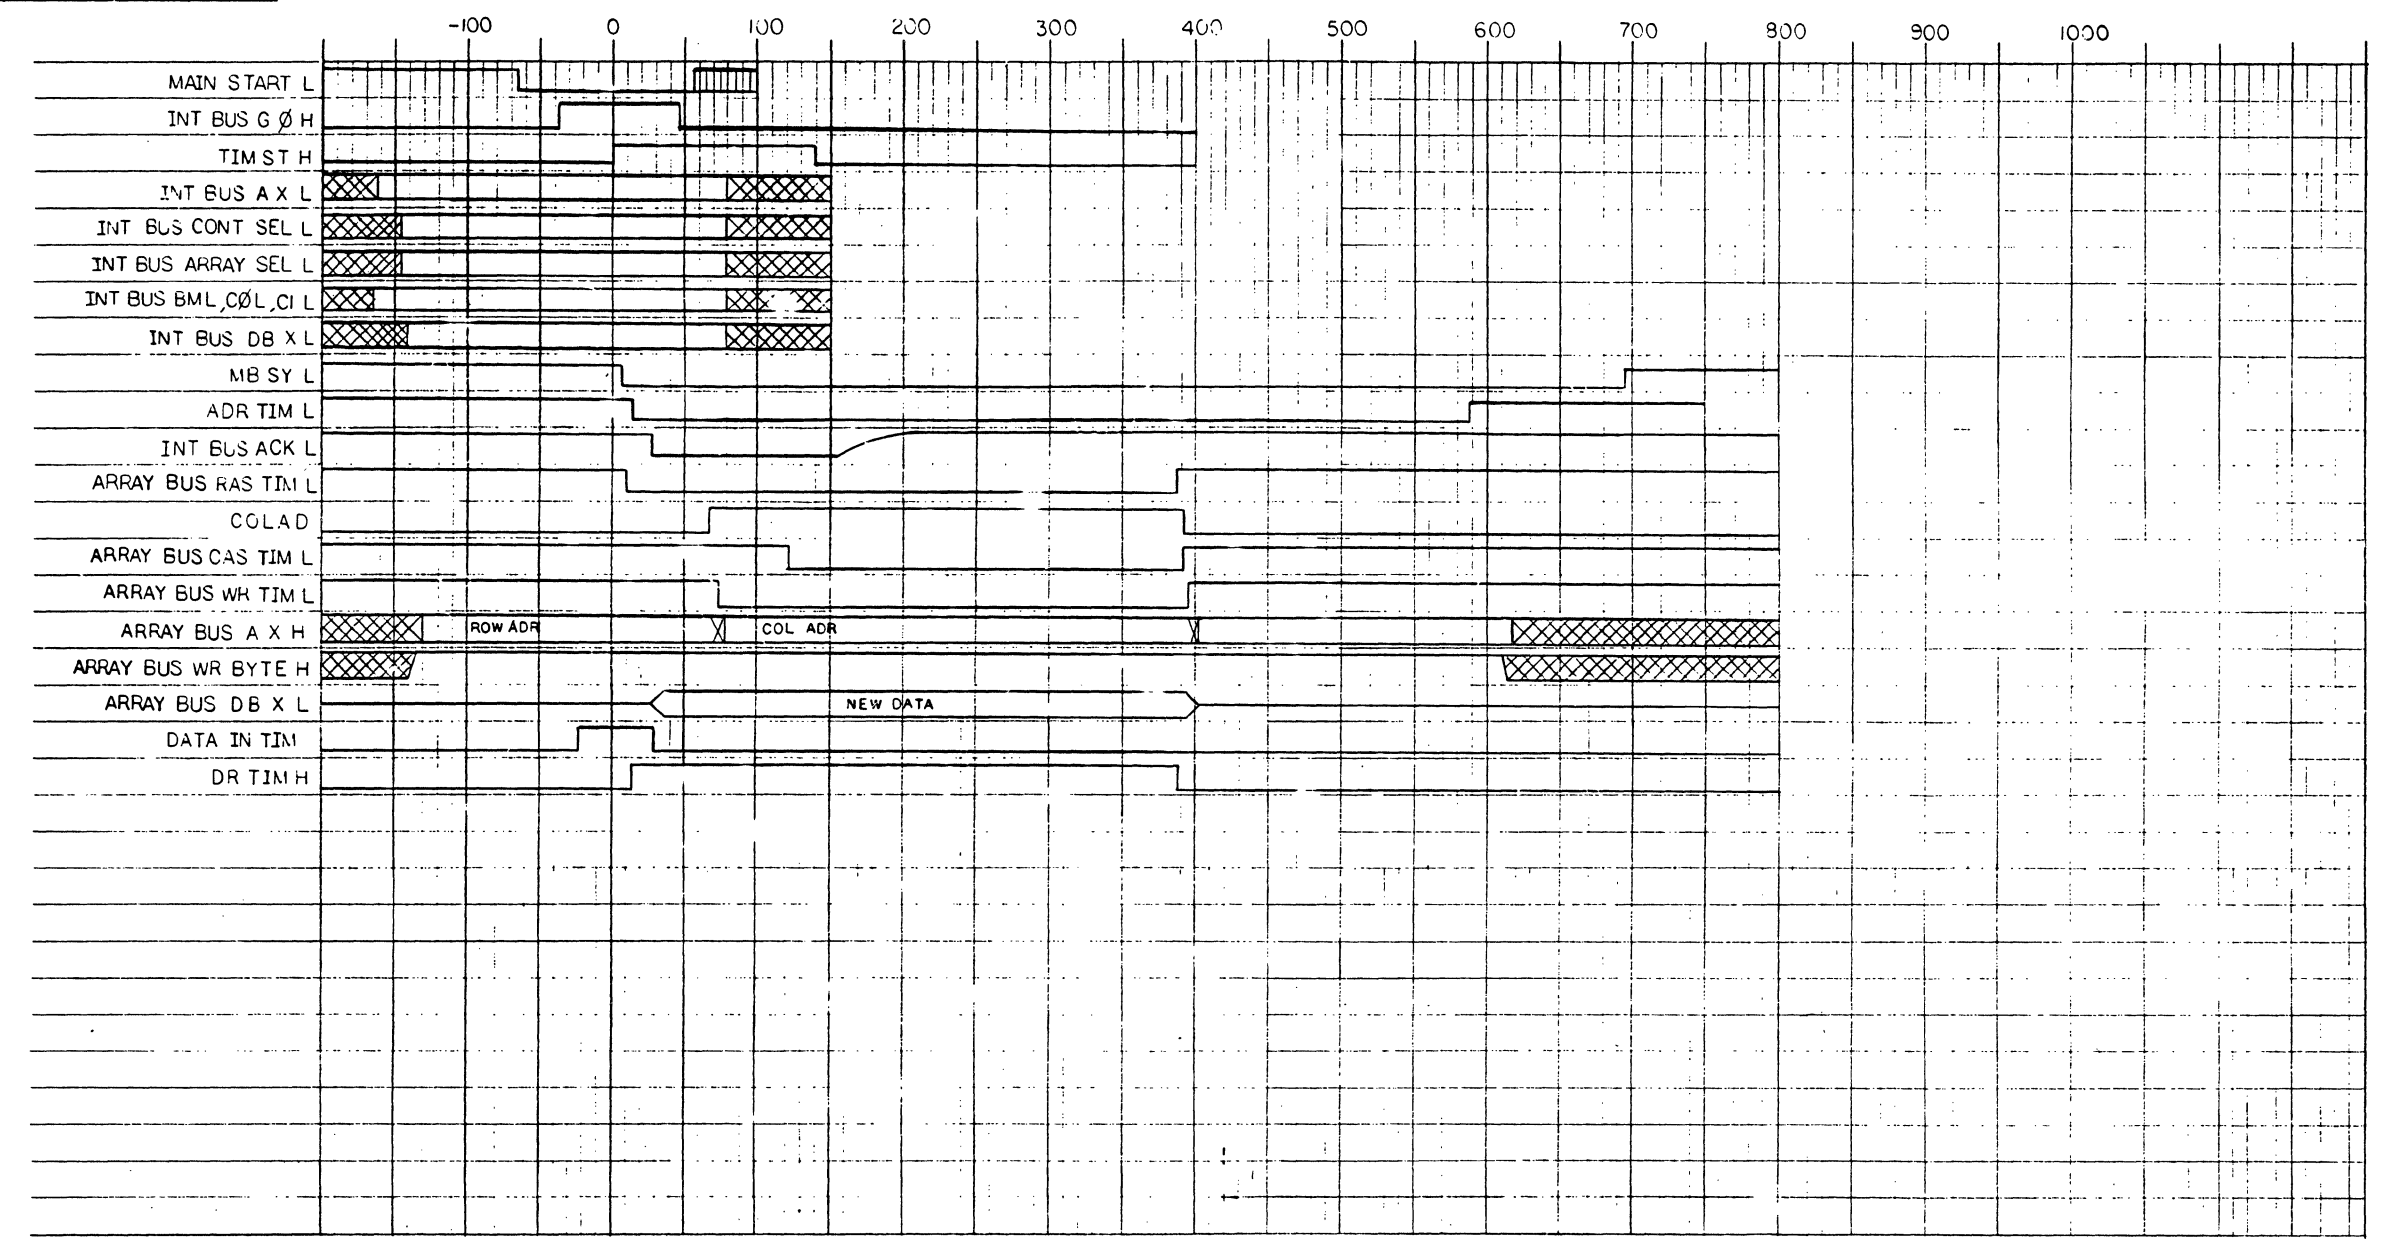 -100 0 100 200 300 400 500 600 700 800 900 1000
MAIN START L
INT BUS G Ø H
TIM ST H
INT BUS A X L
INT BUS CONT SEL L
INT BUS ARRAY SEL L
INT BUS BML,CØL,CI L
INT BUS DB X L
MB SY L
ADR TIM L
INT BUS ACK L
ARRAY BUS RAS TIM L
COLAD
ARRAY BUS CAS TIM L
ARRAY BUS WR TIM L
ARRAY BUS A X H ROW ADR COL ADR
ARRAY BUS WR BYTE H
ARRAY BUS DB X L NEW DATA
DATA IN TIM
DR TIM H